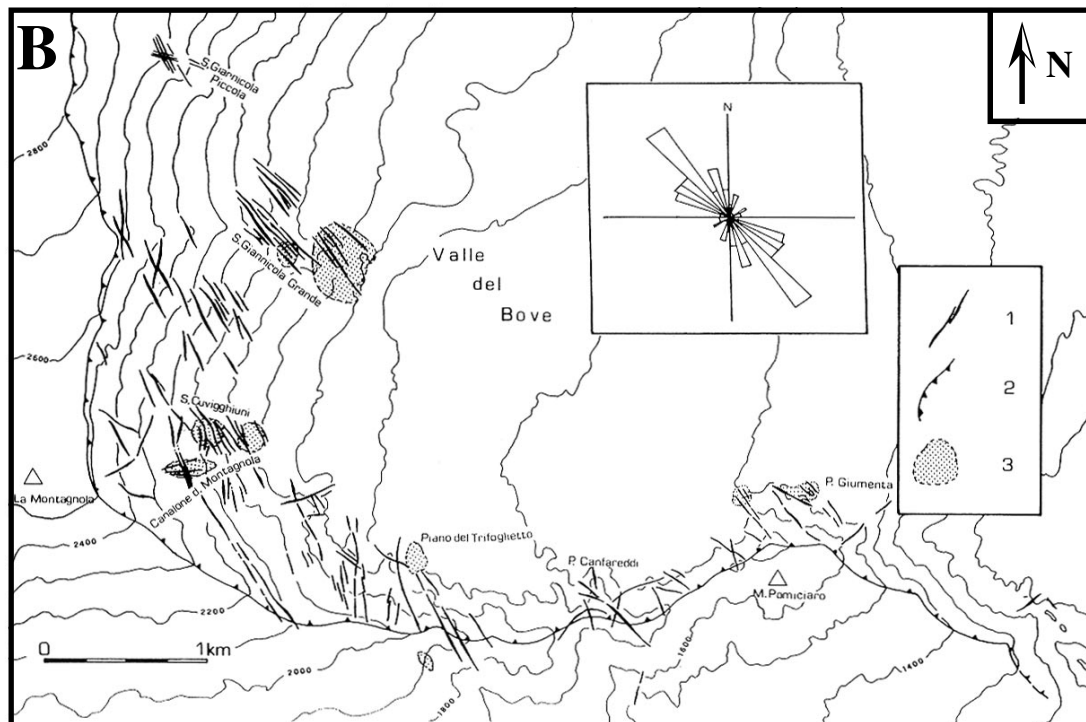 B
N
S.Giannicola
Piccola
N
2800
S.Giannicola Grande
Valle
del
Bove
1
2600
2
S.Cuvigghiuni
3
La Montagnola
Canalone d. Montagnola
P. Giumenta
2400
Piano del Trifoglietto
P. Canfareddi
M.Pomiciaro
2200
0 1km
2000
1800
1600
1400